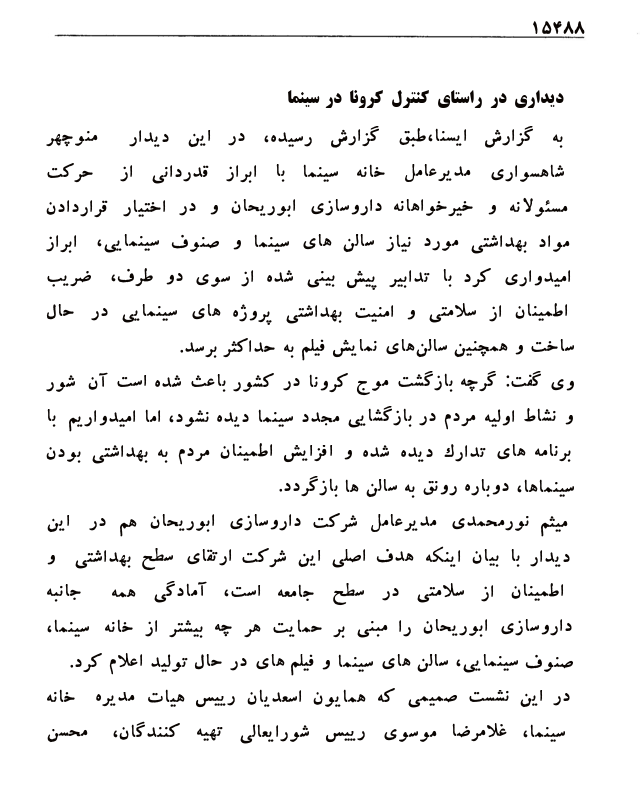 ۱۵۴۸۸
دیداری در راستای کنترل کرونا در سینما
به گزارش ایسنا،طبق گزارش رسیده، در این دیدار منوچهر
شاهسواری مدیرعامل خانه سینما با ابراز قدردانی از حرکت
مسئولانه و خیرخواهانه داروسازی ابوریحان و در اختیار قراردادن
مواد بهداشتی مورد نیاز سالن های سینما و صنوف سینمایی، ابراز
امیدواری کرد با تدابیر پیش بینی شده از سوی دو طرف، ضریب
اطمینان از سلامتی و امنیت بهداشتی پروژه های سینمایی در حال
ساخت و همچنین سالن‌های نمایش فیلم به حداکثر برسد.
وی گفت: گرچه بازگشت موج کرونا در کشور باعث شده است آن شور
و نشاط اولیه مردم در بازگشایی مجدد سینما دیده نشود، اما امیدواریم با
برنامه های تدارك دیده شده و افزایش اطمینان مردم به بهداشتی بودن
سینماها، دوباره رونق به سالن ها بازگردد.
میثم نورمحمدی مدیرعامل شرکت داروسازی ابوریحان هم در این
دیدار با بیان اینکه هدف اصلی این شرکت ارتقای سطح بهداشتی و
اطمینان از سلامتی در سطح جامعه است، آمادگی همه جانبه
داروسازی ابوریحان را مبنی بر حمایت هر چه بیشتر از خانه سینما،
صنوف سینمایی، سالن های سینما و فیلم های در حال تولید اعلام کرد.
در این نشست صمیمی که همایون اسعدیان رییس هیات مدیره خانه
سینما، غلامرضا موسوی رییس شورایعالی تهیه کنندگان، محسن